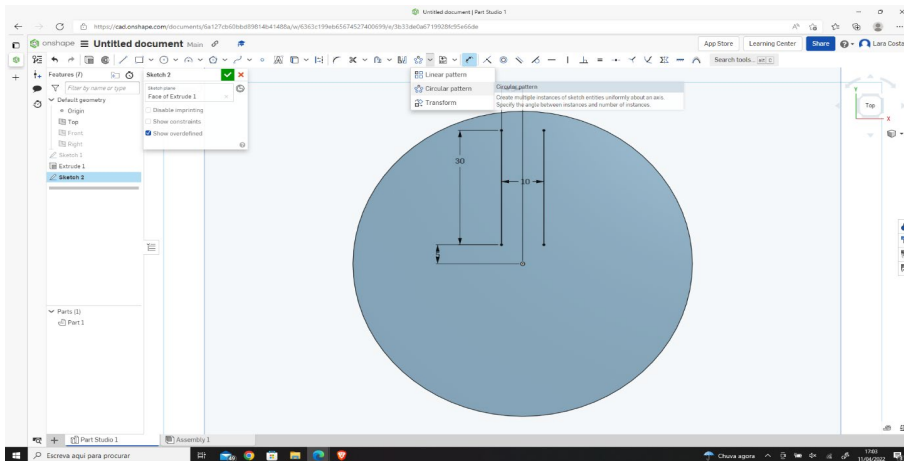 Untitled document | Part Studio 1
https://cad.onshape.com/documents/6a127cb60bbd89814b41488a/w/6363c199eb65674527400699/e/3b33de0a6719928fc95e66de
onshape Untitled document Main
App Store Learning Center Share Lara Costa
Search tools... alt C
Features (7)
Filter by name or type
Default geometry
Origin
Top
Front
Right
Sketch 1
Extrude 1
Sketch 2
Sketch 2
Sketch plane
Face of Extrude 1
Disable imprinting
Show constraints
Show overdefined
Linear pattern
Circular pattern
Transform
Circular pattern
Create multiple instances of sketch entities uniformly about an axis.
Specify the angle between instances and number of instances.
Y
Top
X
30
10
Parts (1)
Part 1
Part Studio 1
Assembly 1
Escreva aqui para procurar
Chuva agora
17:03
11/04/2022